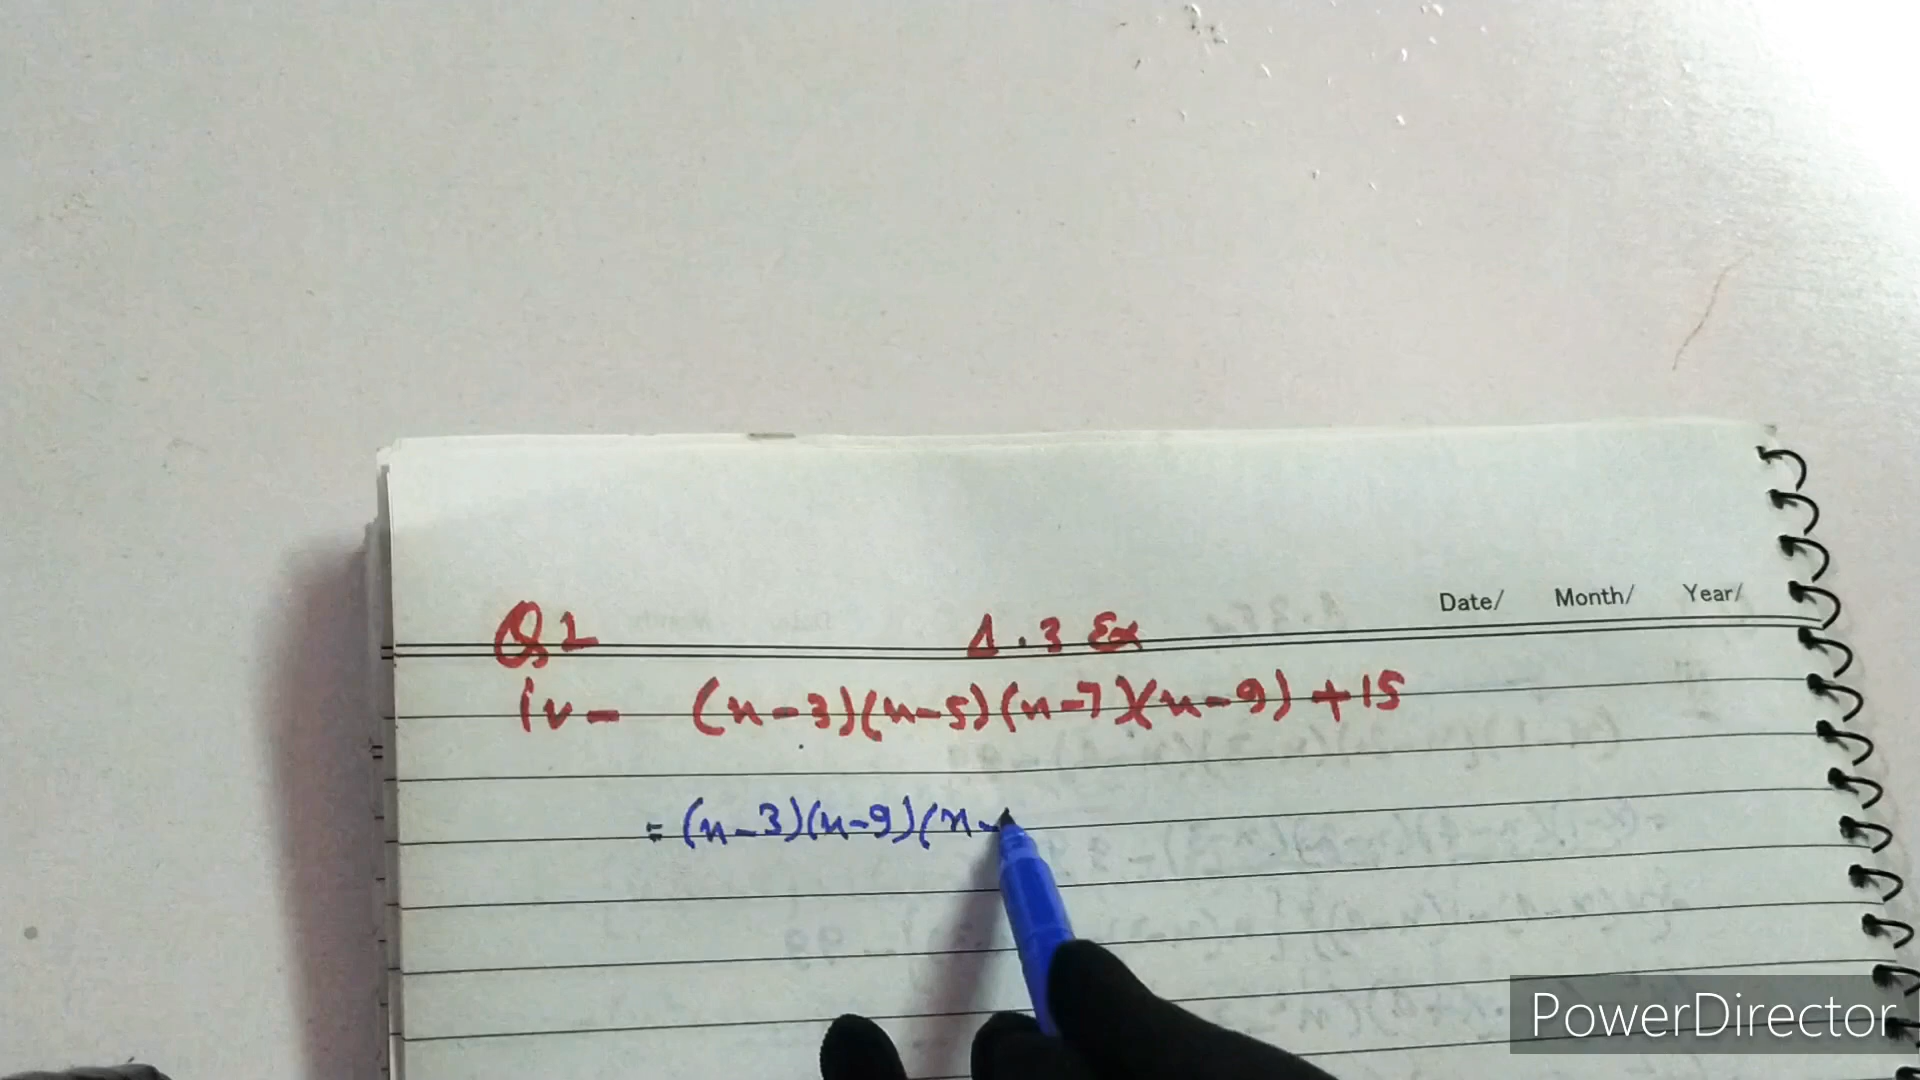 Date/ Month/ Year/
Q2 4.3 Ex
iv- (x-3)(x-5)(x-7)(x-9)+15
=(x-3)(x-9)(x-
PowerDirector